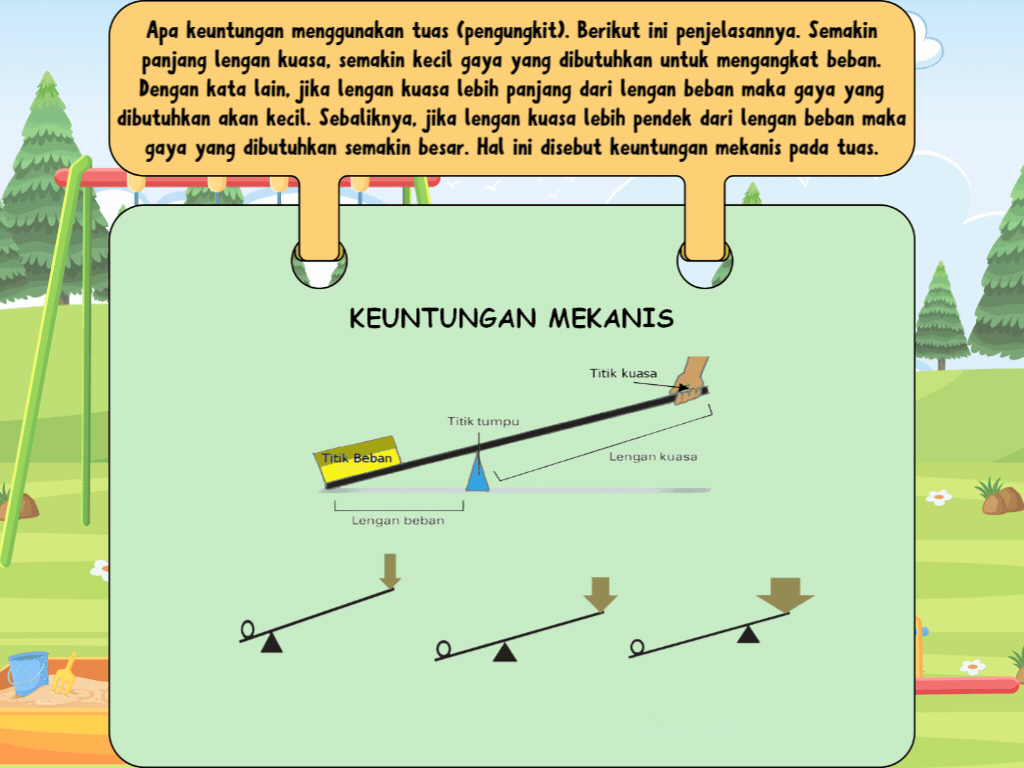 Apa keuntungan menggunakan tuas (pengungkit). Berikut ini penjelasannya. Semakin
panjang lengan kuasa, semakin kecil gaya yang dibutuhkan untuk mengangkat beban.
Dengan kata lain, jika lengan kuasa lebih panjang dari lengan beban maka gaya yang
dibutuhkan akan kecil. Sebaliknya, jika lengan kuasa lebih pendek dari lengan beban maka
gaya yang dibutuhkan semakin besar. Hal ini disebut keuntungan mekanis pada tuas.
KEUNTUNGAN MEKANIS
Titik kuasa
Titik tumpu
Titik Beban
Lengan kuasa
Lengan beban